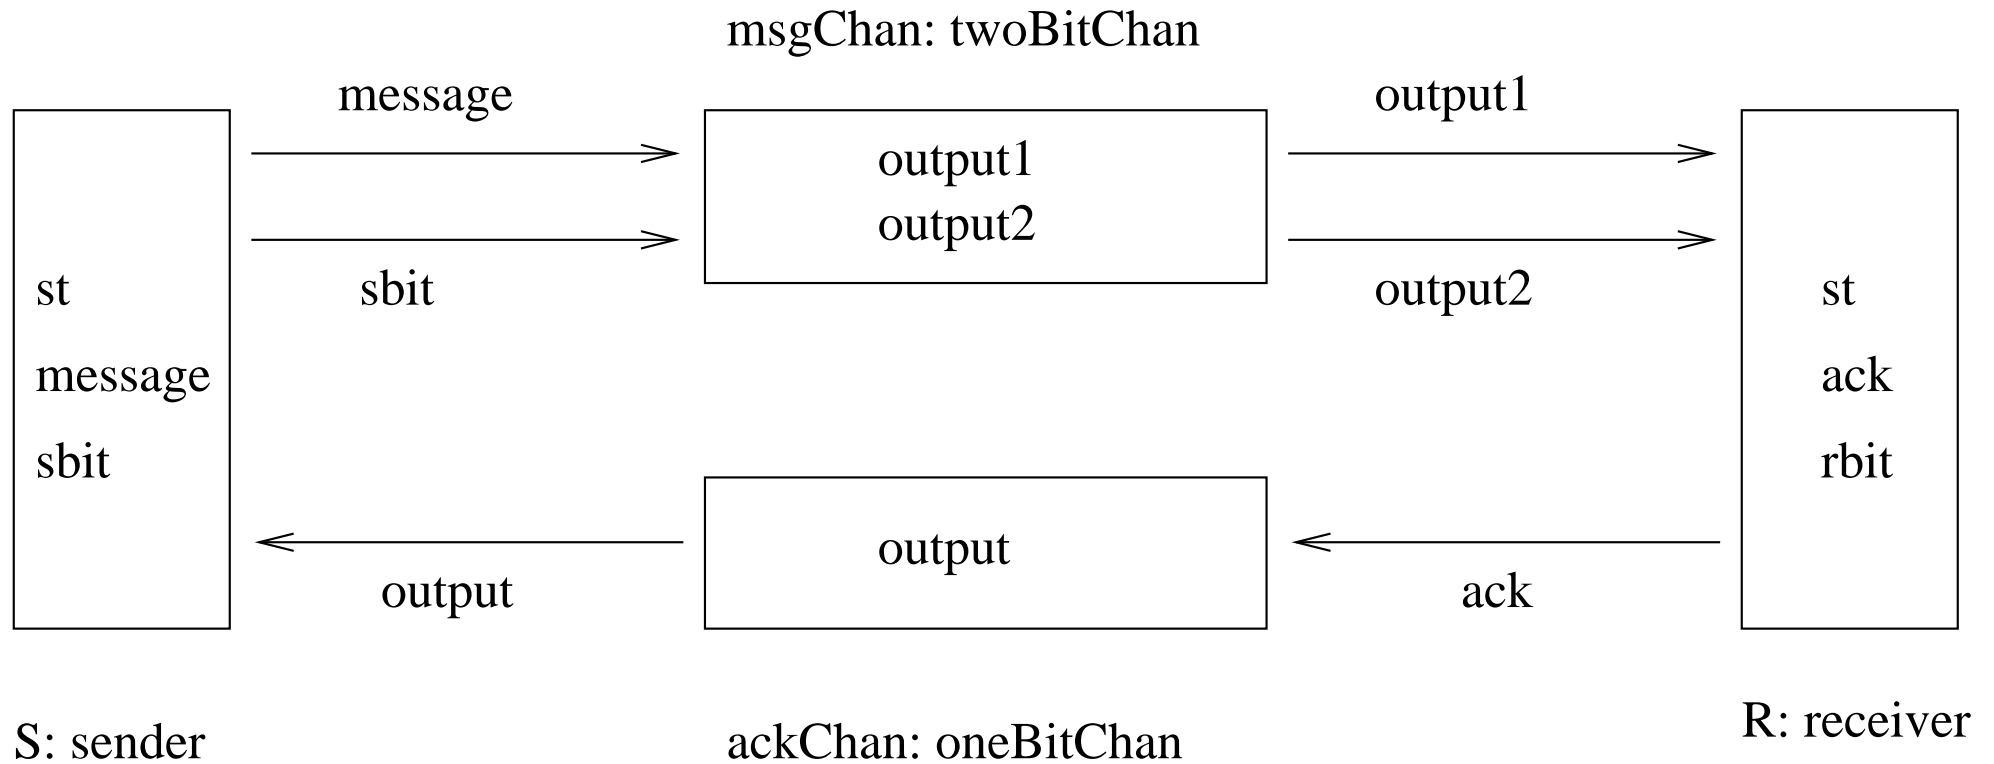 msgChan: twoBitChan
message
output1
output1
output2
sbit
output2
st
message
sbit
st
ack
rbit
output
output
ack
S: sender
ackChan: oneBitChan
R: receiver